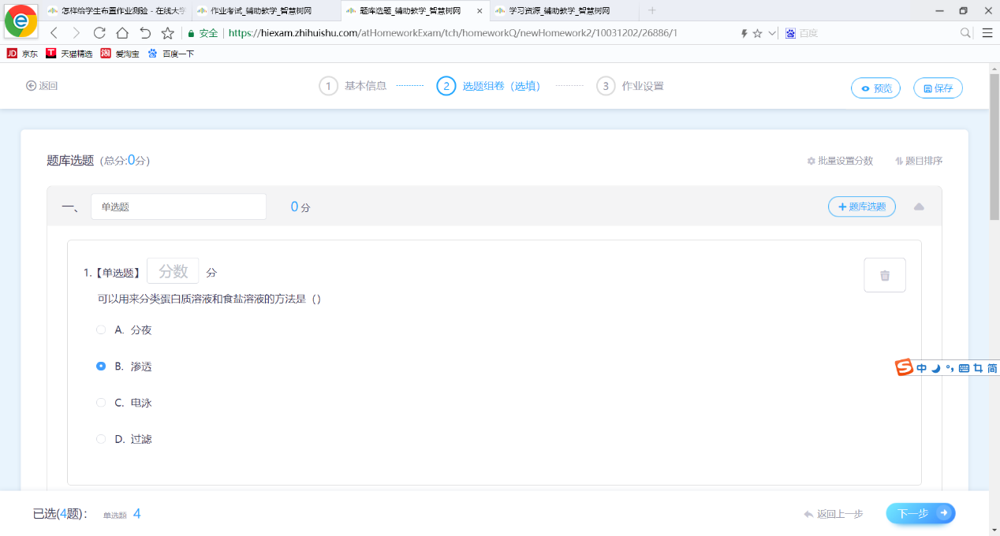 怎样给学生布置作业测验 - 在线大学
作业考试_辅助教学_智慧树网
题库选题_辅助教学_智慧树网
学习资源_辅助教学_智慧树网
安全 https://hiexam.zhihuishu.com/atHomeworkExam/tch/homeworkQ/newHomework2/10031202/26886/1 百度
京东 天猫精选 爱淘宝 百度一下
返回 1 基本信息 2 选题组卷（选填） 3 作业设置 预览 保存
题库选题（总分:0分） 批量设置分数 题目排序
一、 单选题 0 分 + 题库选题
1.【单选题】 分数 分
可以用来分类蛋白质溶液和食盐溶液的方法是（）
A. 分夜
B. 渗透
C. 电泳
D. 过滤
中 简
已选(4题)： 单选题 4 返回上一步 下一步